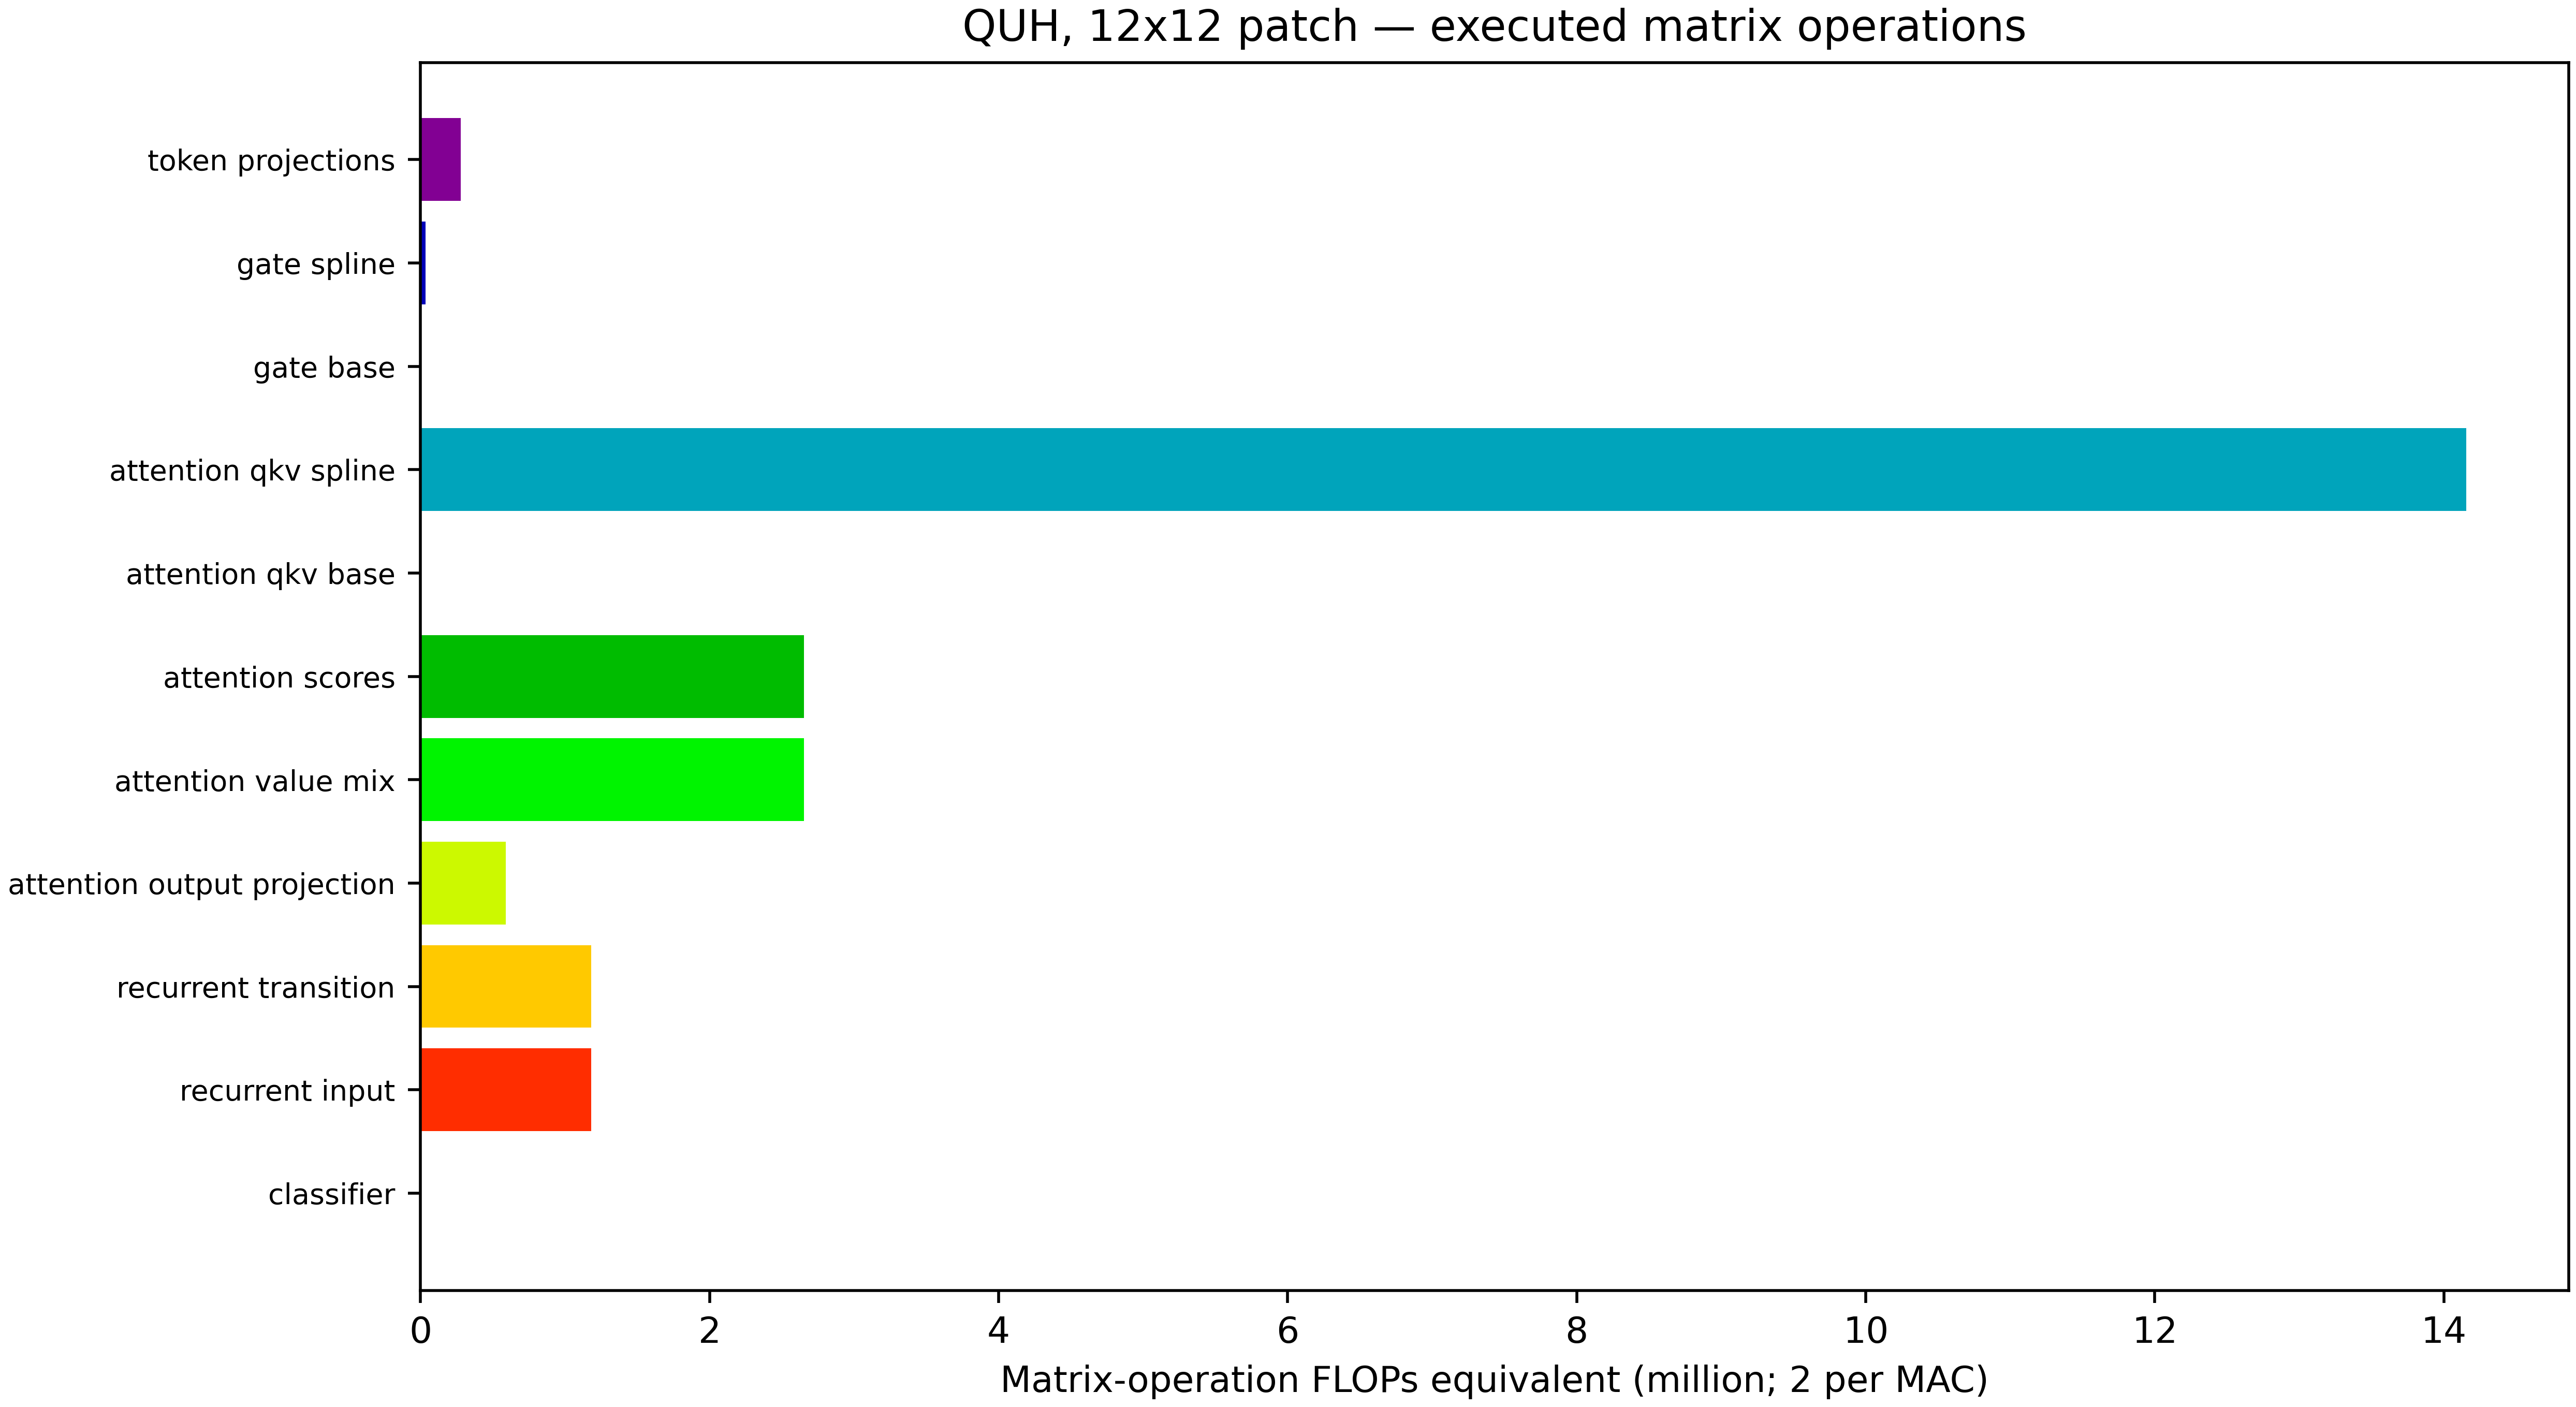 QUH, 12x12 patch — executed matrix operations
token projections
gate spline
gate base
attention qkv spline
attention qkv base
attention scores
attention value mix
attention output projection
recurrent transition
recurrent input
classifier
0 2 4 6 8 10 12 14
Matrix-operation FLOPs equivalent (million; 2 per MAC)